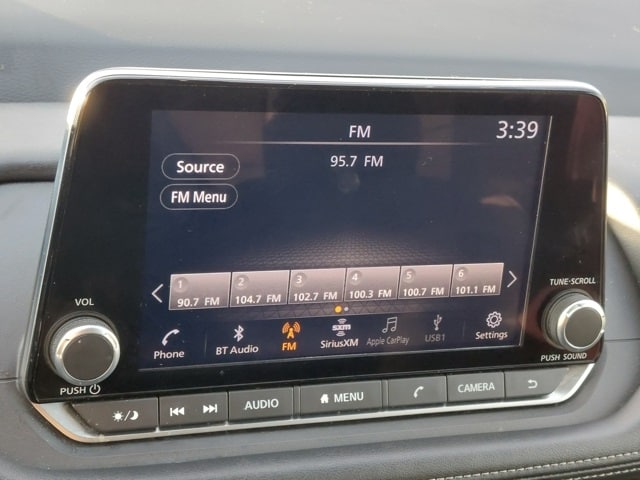 FM 3:39
95.7 FM
Source
FM Menu
1 2 3 4 5 6
90.7 FM 104.7 FM 102.7 FM 100.3 FM 100.7 FM 101.1 FM
VOL
TUNE·SCROLL
Phone BT Audio FM SiriusXM Apple CarPlay USB1 Settings
sxm
PUSH
PUSH SOUND
AUDIO MENU CAMERA